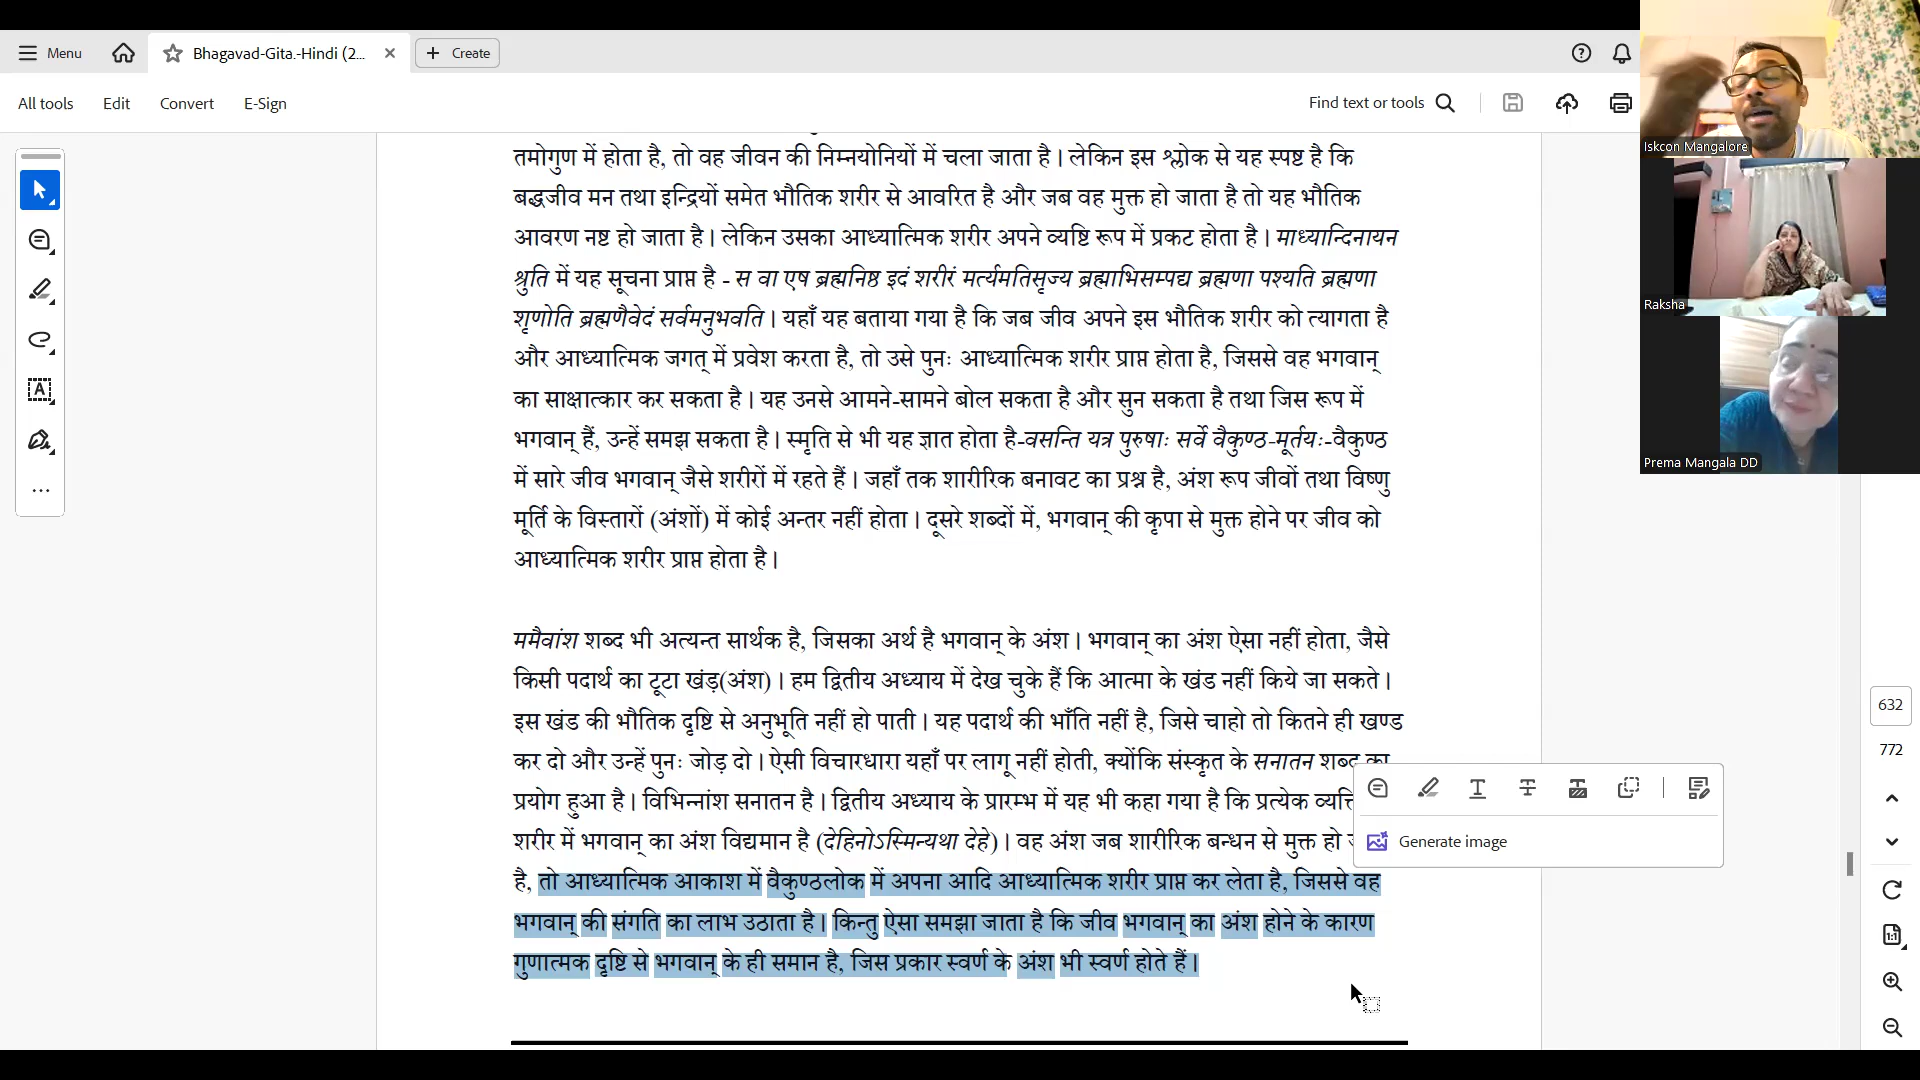 Menu
Bhagavad-Gita.-Hindi (2...
Create
All tools
Edit
Convert
E-Sign
Find text or tools
तमोगुण में होता है, तो वह जीवन की निम्नयोनियों में चला जाता है। लेकिन इस श्लोक से यह स्पष्ट है कि
बद्धजीव मन तथा इन्द्रियों समेत भौतिक शरीर से आवरित है और जब वह मुक्त हो जाता है तो यह भौतिक
आवरण नष्ट हो जाता है। लेकिन उसका आध्यात्मिक शरीर अपने व्यष्टि रूप में प्रकट होता है। माध्यान्दिनायन
श्रुति में यह सूचना प्राप्त है - स वा एष ब्रह्मनिष्ठ इदं शरीरं मर्त्यमतिसृज्य ब्रह्माभिसम्पद्य ब्रह्मणा पश्यति ब्रह्मणा
शृणोति ब्रह्मणैवेदं सर्वमनुभवति। यहाँ यह बताया गया है कि जब जीव अपने इस भौतिक शरीर को त्यागता है
और आध्यात्मिक जगत् में प्रवेश करता है, तो उसे पुनः आध्यात्मिक शरीर प्राप्त होता है, जिससे वह भगवान्
का साक्षात्कार कर सकता है। यह उनसे आमने-सामने बोल सकता है और सुन सकता है तथा जिस रूप में
भगवान् हैं, उन्हें समझ सकता है। स्मृति से भी यह ज्ञात होता है-वसन्ति यत्र पुरुषाः सर्वे वैकुण्ठ-मूर्तयः-वैकुण्ठ
में सारे जीव भगवान् जैसे शरीरों में रहते हैं। जहाँ तक शारीरिक बनावट का प्रश्न है, अंश रूप जीवों तथा विष्णु
मूर्ति के विस्तारों (अंशों) में कोई अन्तर नहीं होता। दूसरे शब्दों में, भगवान् की कृपा से मुक्त होने पर जीव को
आध्यात्मिक शरीर प्राप्त होता है।
ममैवांश शब्द भी अत्यन्त सार्थक है, जिसका अर्थ है भगवान् के अंश। भगवान् का अंश ऐसा नहीं होता, जैसे
किसी पदार्थ का टूटा खंड़(अंश)। हम द्वितीय अध्याय में देख चुके हैं कि आत्मा के खंड नहीं किये जा सकते।
इस खंड की भौतिक दृष्टि से अनुभूति नहीं हो पाती। यह पदार्थ की भाँति नहीं है, जिसे चाहो तो कितने ही खण्ड
कर दो और उन्हें पुनः जोड़ दो। ऐसी विचारधारा यहाँ पर लागू नहीं होती, क्योंकि संस्कृत के सनातन शब्द का
प्रयोग हुआ है। विभिन्नांश सनातन है। द्वितीय अध्याय के प्रारम्भ में यह भी कहा गया है कि प्रत्येक
शरीर में भगवान् का अंश विद्यमान है (देहिनोऽस्मिन्यथा देहे)। वह अंश जब शारीरिक बन्धन से मुक्त हो
है, तो आध्यात्मिक आकाश में वैकुण्ठलोक में अपना आदि आध्यात्मिक शरीर प्राप्त कर लेता है, जिससे वह
भगवान् की संगति का लाभ उठाता है। किन्तु ऐसा समझा जाता है कि जीव भगवान् का अंश होने के कारण
गुणात्मक दृष्टि से भगवान् के ही समान है, जिस प्रकार स्वर्ण के अंश भी स्वर्ण होते हैं।
Generate image
632
772
Iskcon Mangalore
Raksha
Prema Mangala DD